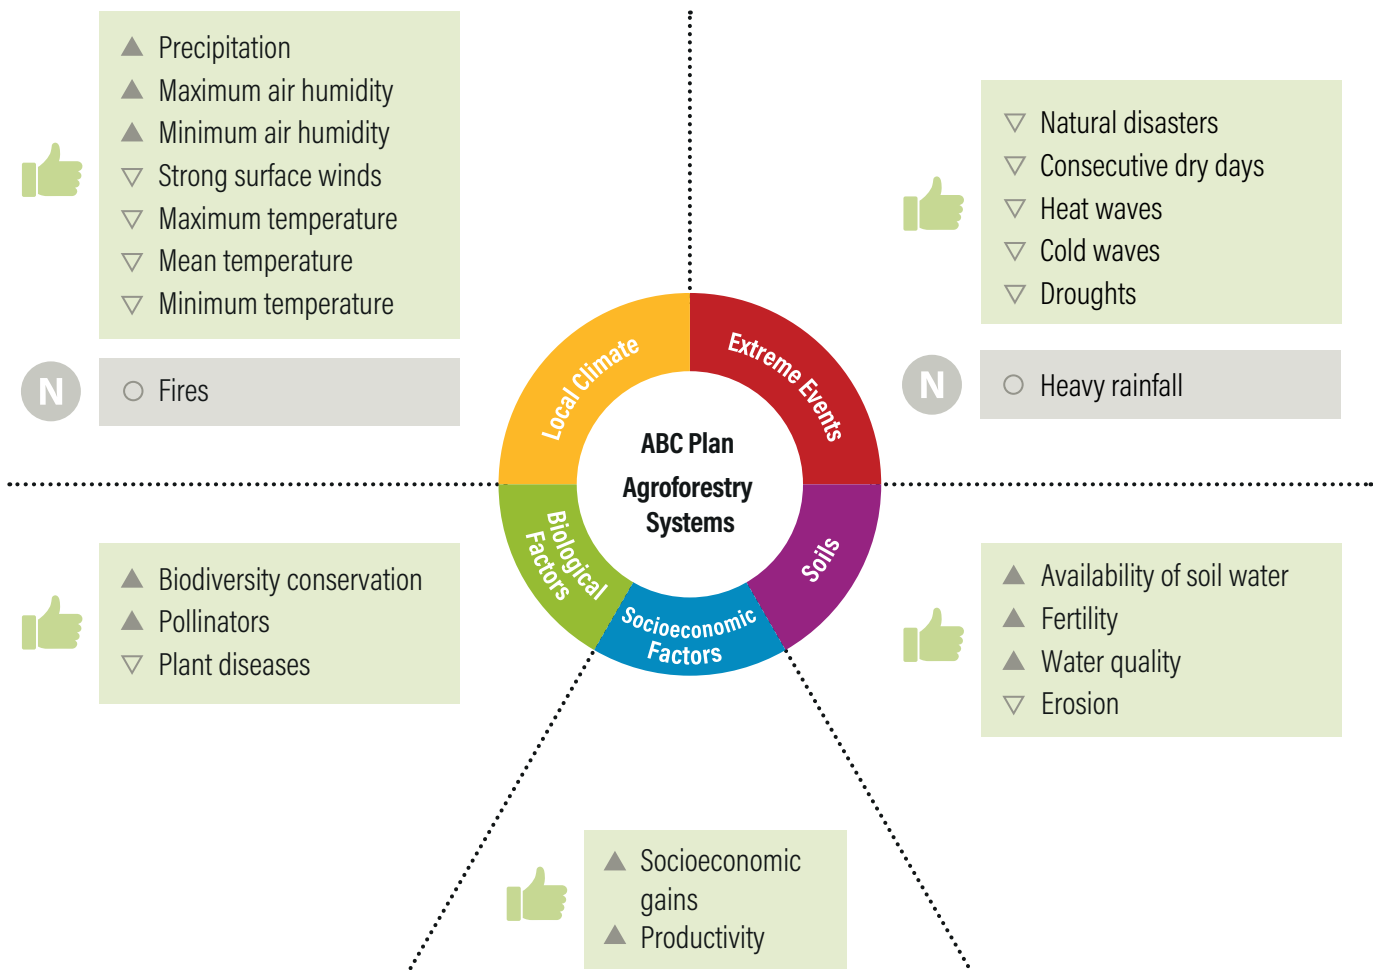 Precipitation
Maximum air humidity
Minimum air humidity
Strong surface winds
Maximum temperature
Mean temperature
Minimum temperature
N
Fires
Natural disasters
Consecutive dry days
Heat waves
Cold waves
Droughts
N
Heavy rainfall
Local Climate
Extreme Events
ABC Plan
Agroforestry
Systems
Biological
Factors
Socioeconomic
Factors
Soils
Biodiversity conservation
Pollinators
Plant diseases
Availability of soil water
Fertility
Water quality
Erosion
Socioeconomic
gains
Productivity